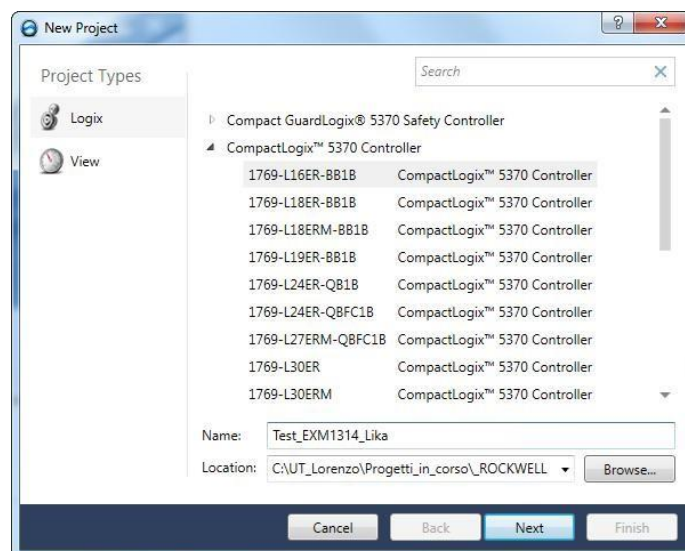 New Project
Project Types
Search
Logix
View
Compact GuardLogix® 5370 Safety Controller
CompactLogix™ 5370 Controller
1769-L16ER-BB1B CompactLogix™ 5370 Controller
1769-L18ER-BB1B CompactLogix™ 5370 Controller
1769-L18ERM-BB1B CompactLogix™ 5370 Controller
1769-L19ER-BB1B CompactLogix™ 5370 Controller
1769-L24ER-QB1B CompactLogix™ 5370 Controller
1769-L24ER-QBFC1B CompactLogix™ 5370 Controller
1769-L27ERM-QBFC1B CompactLogix™ 5370 Controller
1769-L30ER CompactLogix™ 5370 Controller
1769-L30ERM CompactLogix™ 5370 Controller
Name: Test_EXM1314_Lika
Location: C:\UT_Lorenzo\Progetti_in_corso\_ROCKWELL Browse...
Cancel Back Next Finish